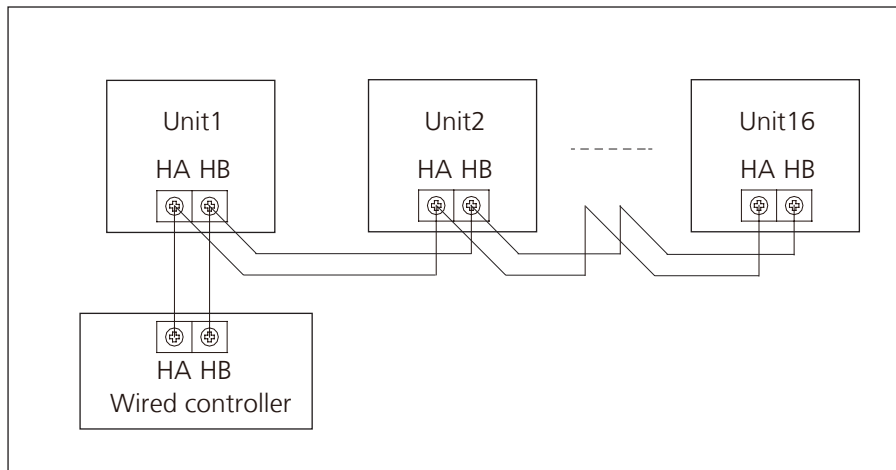 Unit1
HA HB
Unit2
HA HB
Unit16
HA HB
HA HB
Wired controller